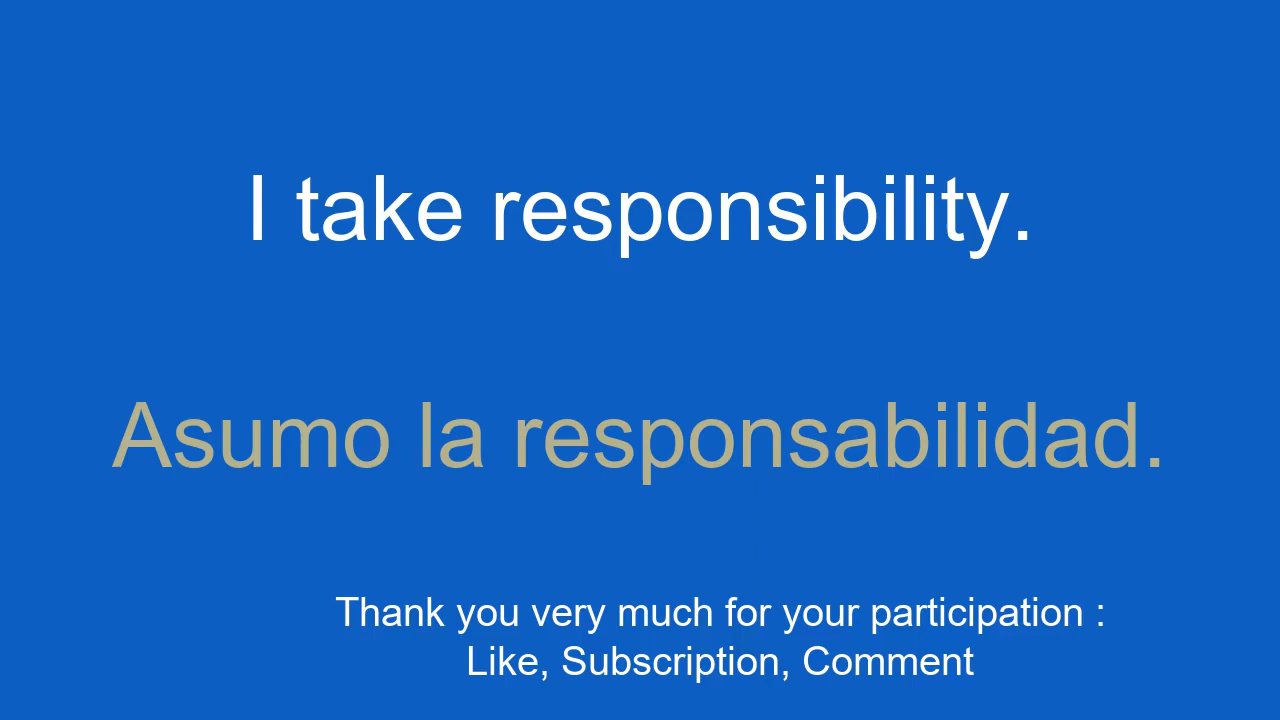 I take responsibility.
Asumo la responsabilidad.
Thank you very much for your participation :
Like, Subscription, Comment